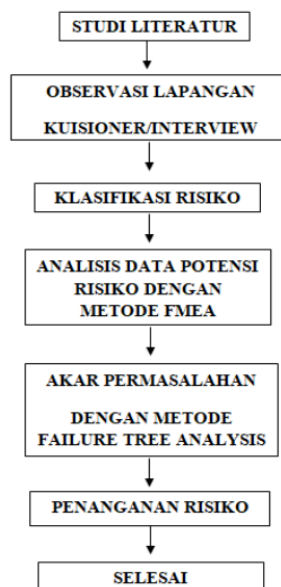 STUDI LITERATUR
OBSERVASI LAPANGAN
KUISIONER/INTERVIEW
KLASIFIKASI RISIKO
ANALISIS DATA POTENSI
RISIKO DENGAN
METODE FMEA
AKAR PERMASALAHAN
DENGAN METODE
FAILURE TREE ANALYSIS
PENANGANAN RISIKO
SELESAI